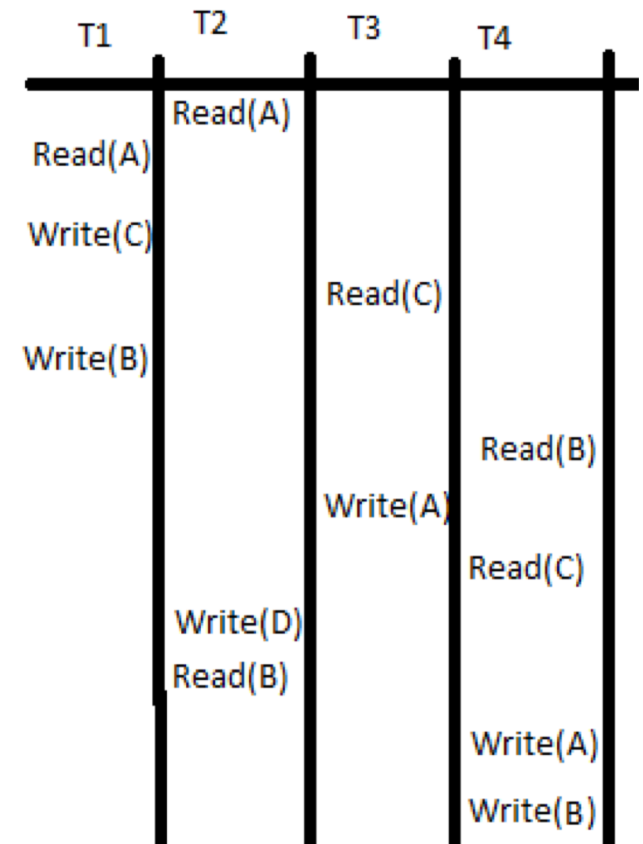 T1 T2 T3 T4
Read(A)
Read(A)
Write(C)
Read(C)
Write(B)
Read(B)
Write(A)
Read(C)
Write(D)
Read(B)
Write(A)
Write(B)